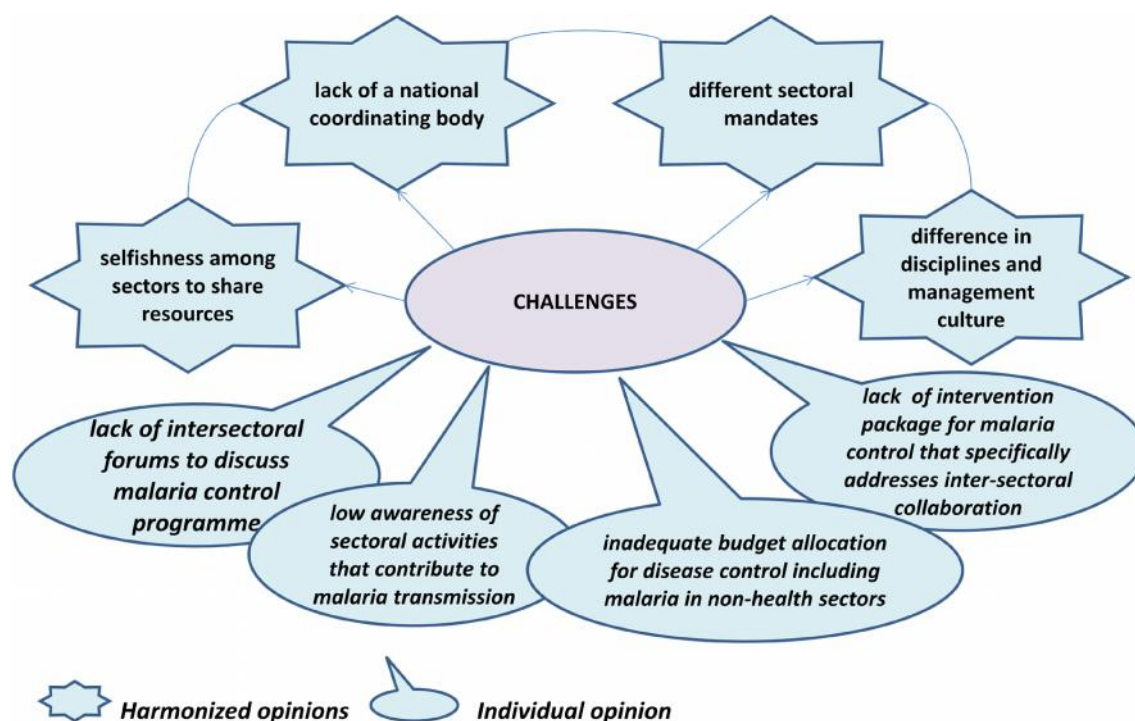 lack of a national
coordinating body
different sectoral
mandates
selfishness among
sectors to share
resources
CHALLENGES
difference in
disciplines and
management
culture
lack of intersectoral
forums to discuss
malaria control
programme
low awareness of
sectoral activities
that contribute to
malaria transmission
inadequate budget allocation
for disease control including
malaria in non-health sectors
lack of intervention
package for malaria
control that specifically
addresses inter-sectoral
collaboration
Harmonized opinions
Individual opinion